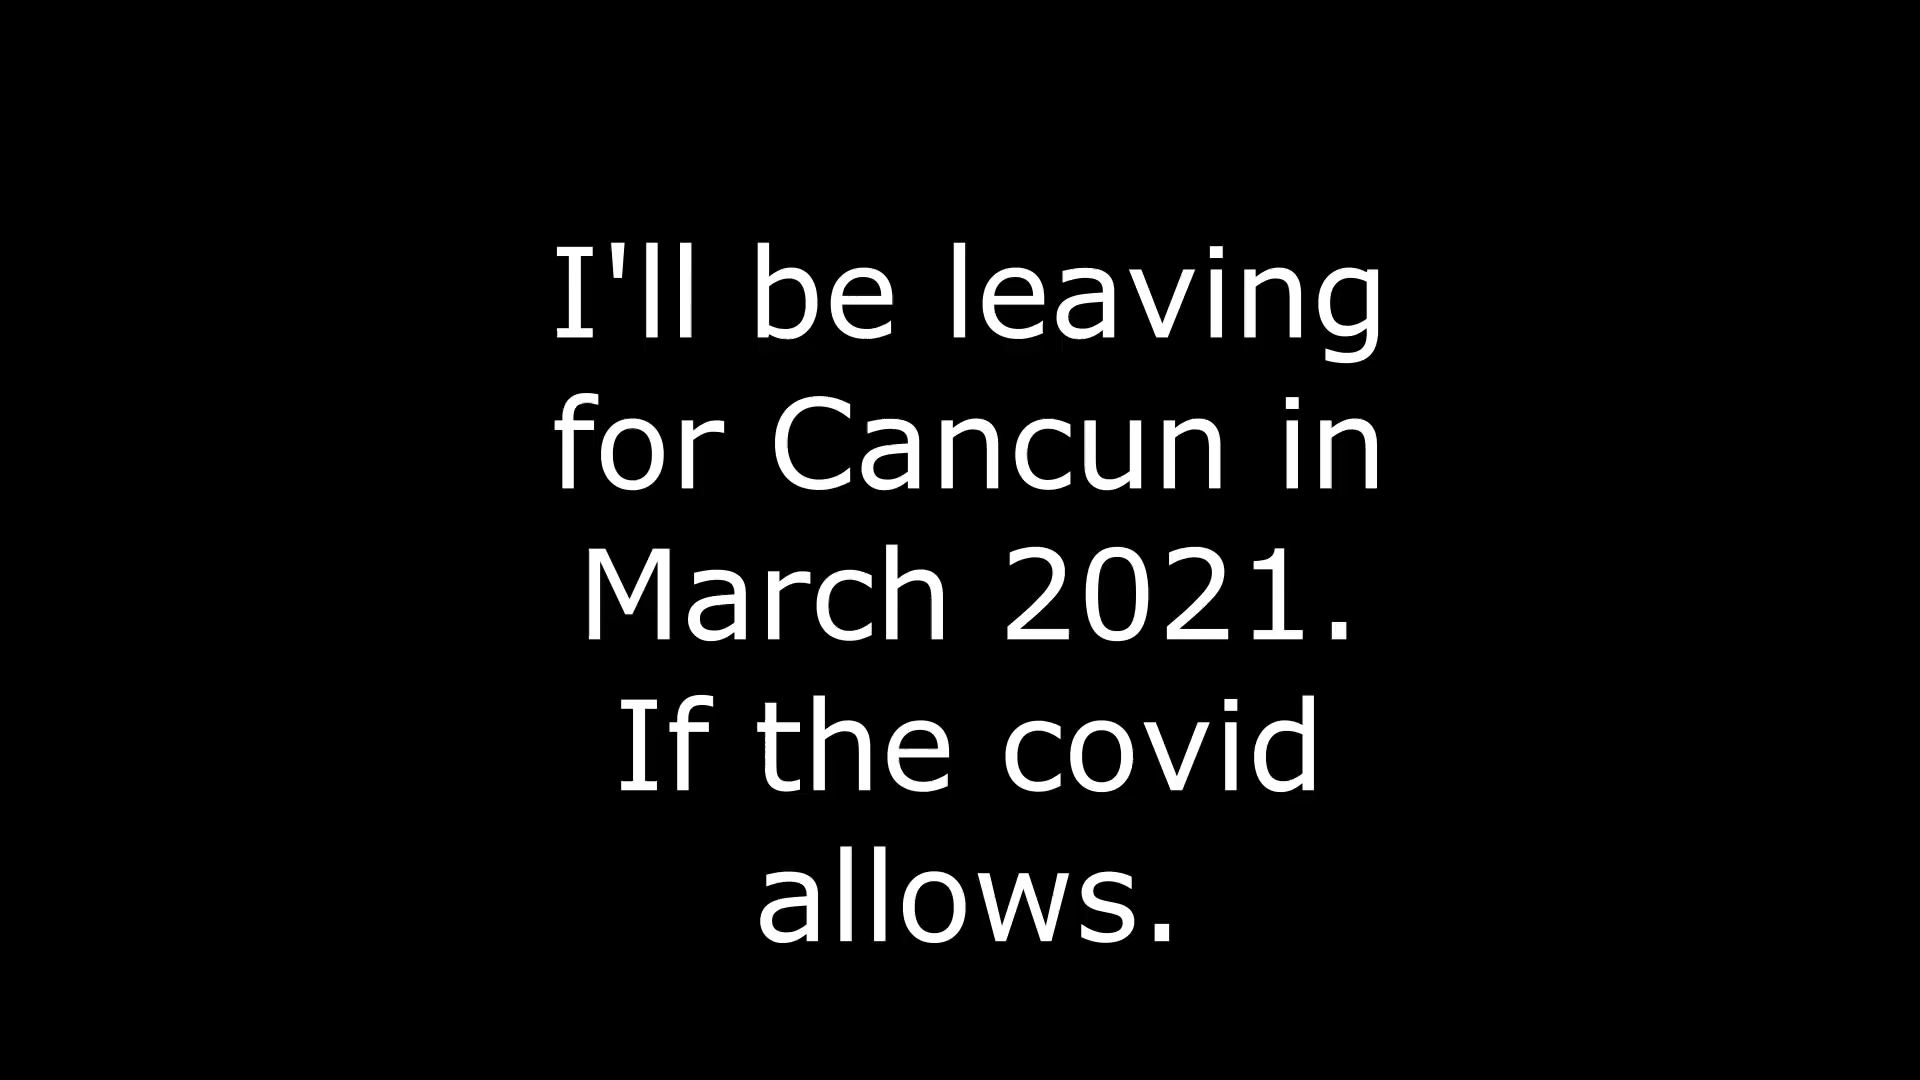 I'll be leaving
for Cancun in
March 2021.
If the covid
allows.